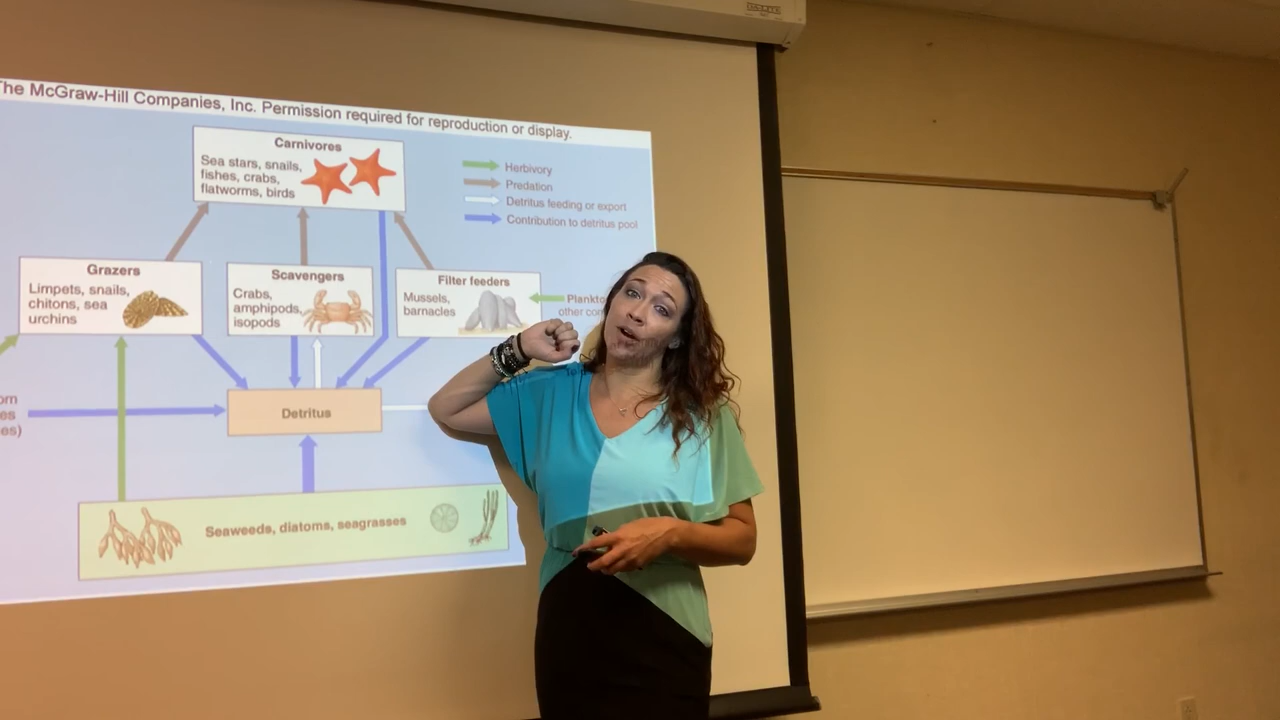 The McGraw-Hill Companies, Inc. Permission required for reproduction or display.
Carnivores
Sea stars, snails,
fishes, crabs,
flatworms, birds
Herbivory
Predation
Detritus feeding or export
Contribution to detritus pool
Grazers
Limpets, snails,
chitons, sea
urchins
Scavengers
Crabs,
amphipods,
isopods
Filter feeders
Mussels,
barnacles
other
Detritus
Seaweeds, diatoms, seagrasses